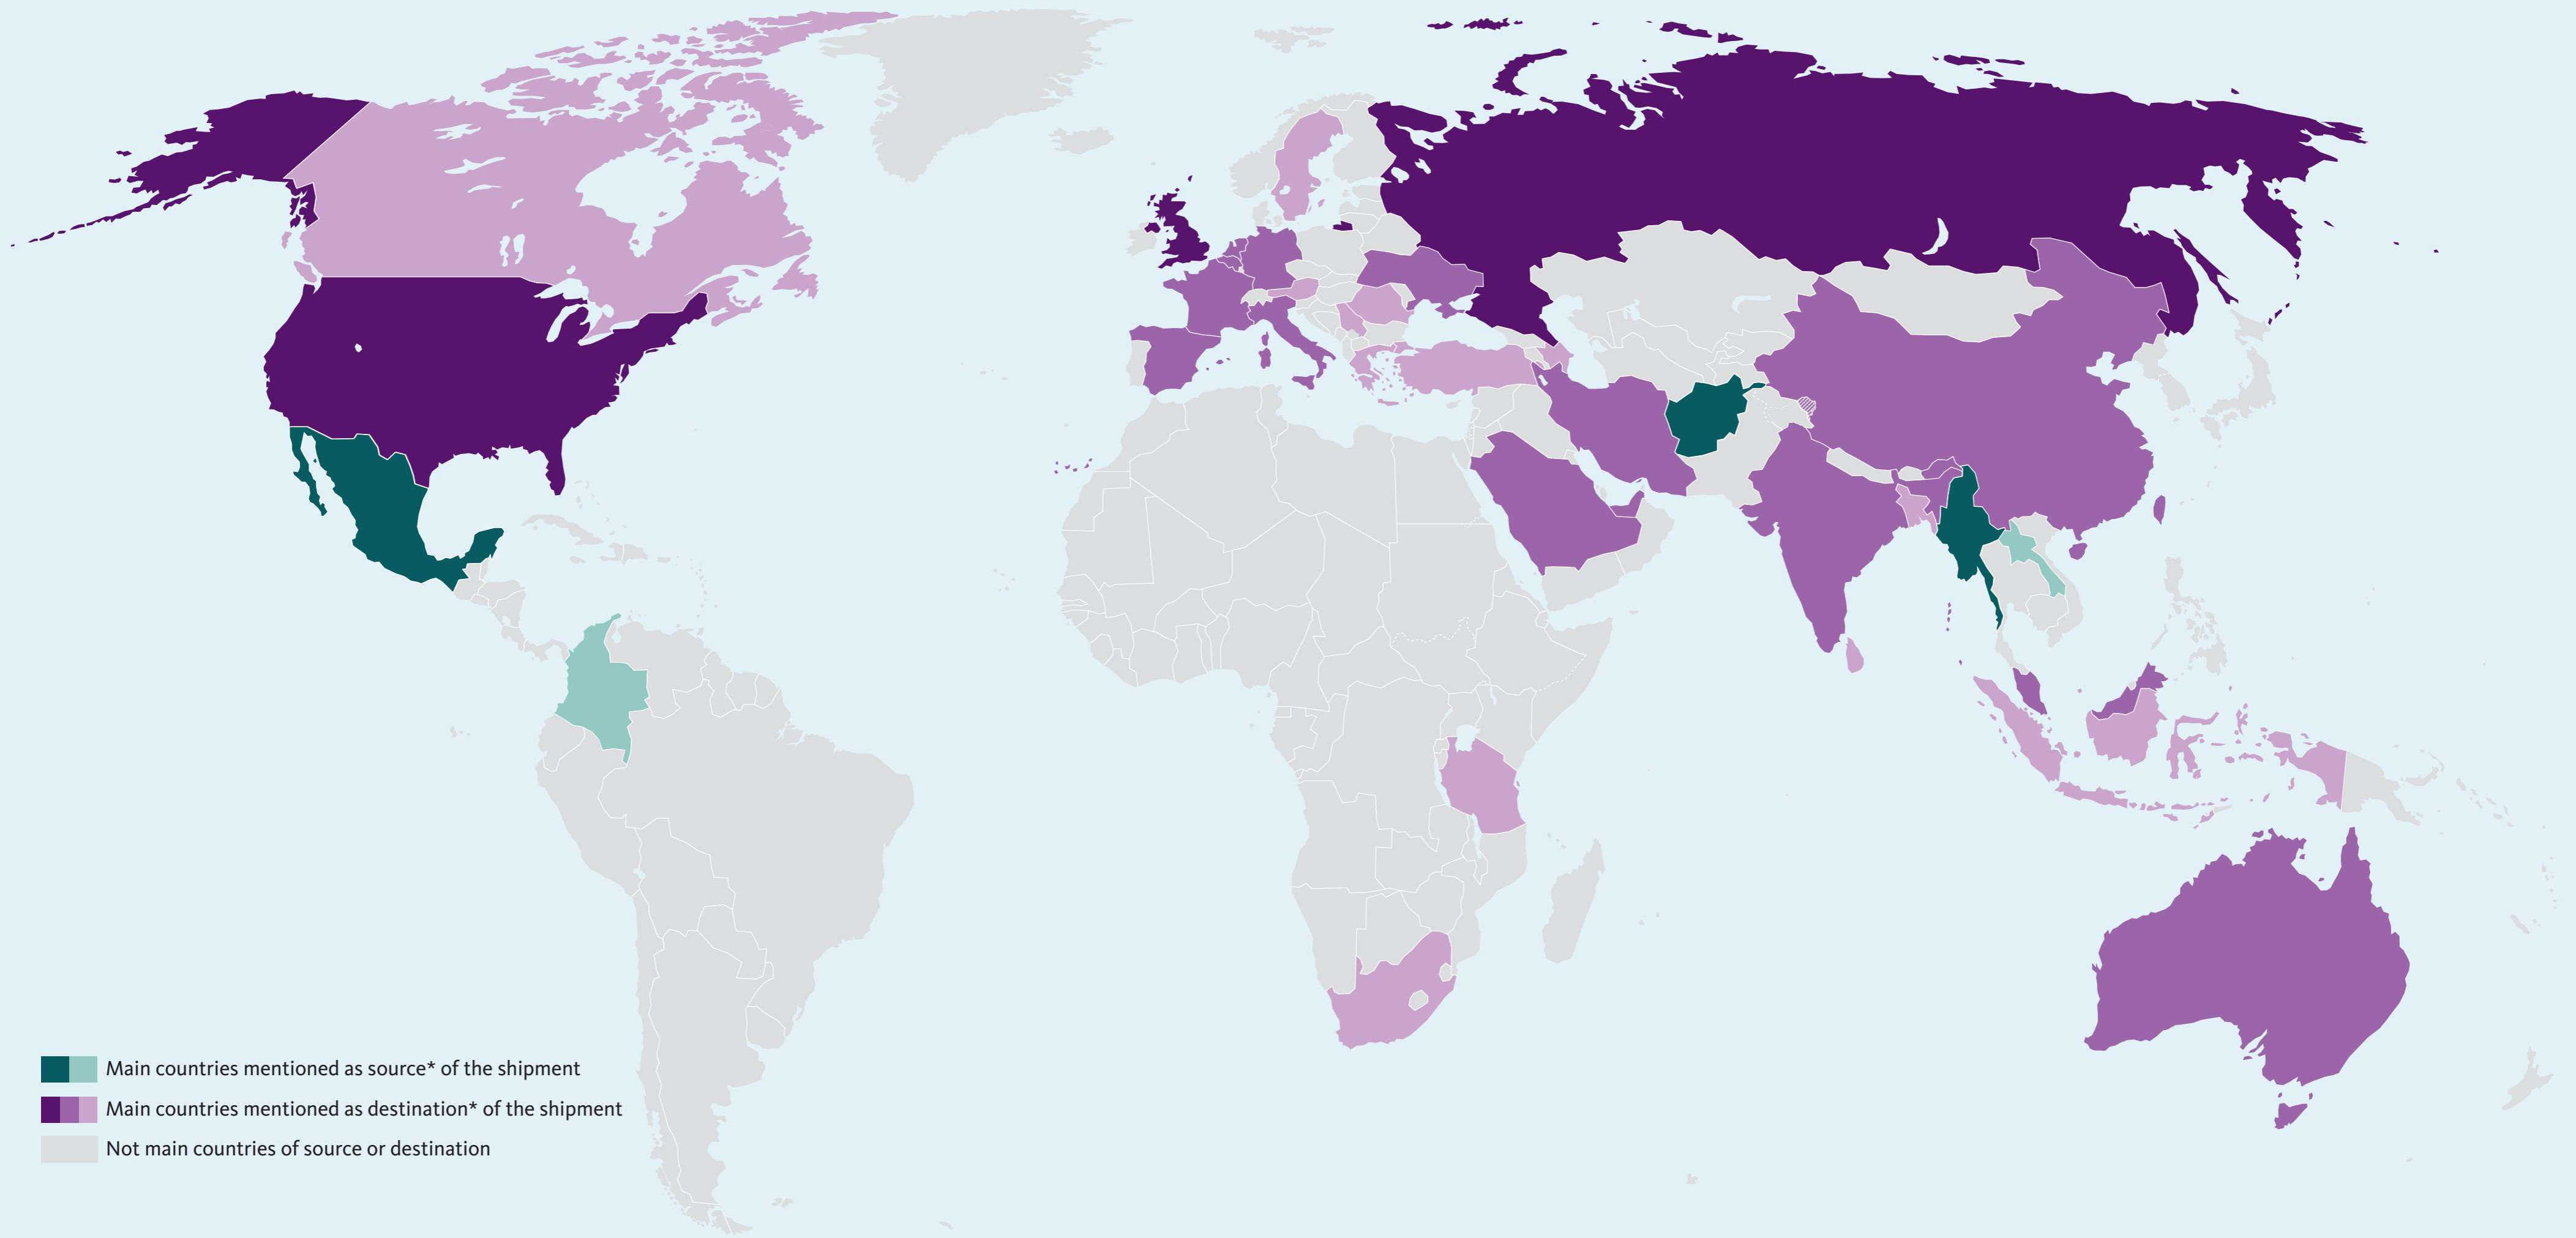 Main countries mentioned as source* of the shipment
Main countries mentioned as destination* of the shipment
Not main countries of source or destination